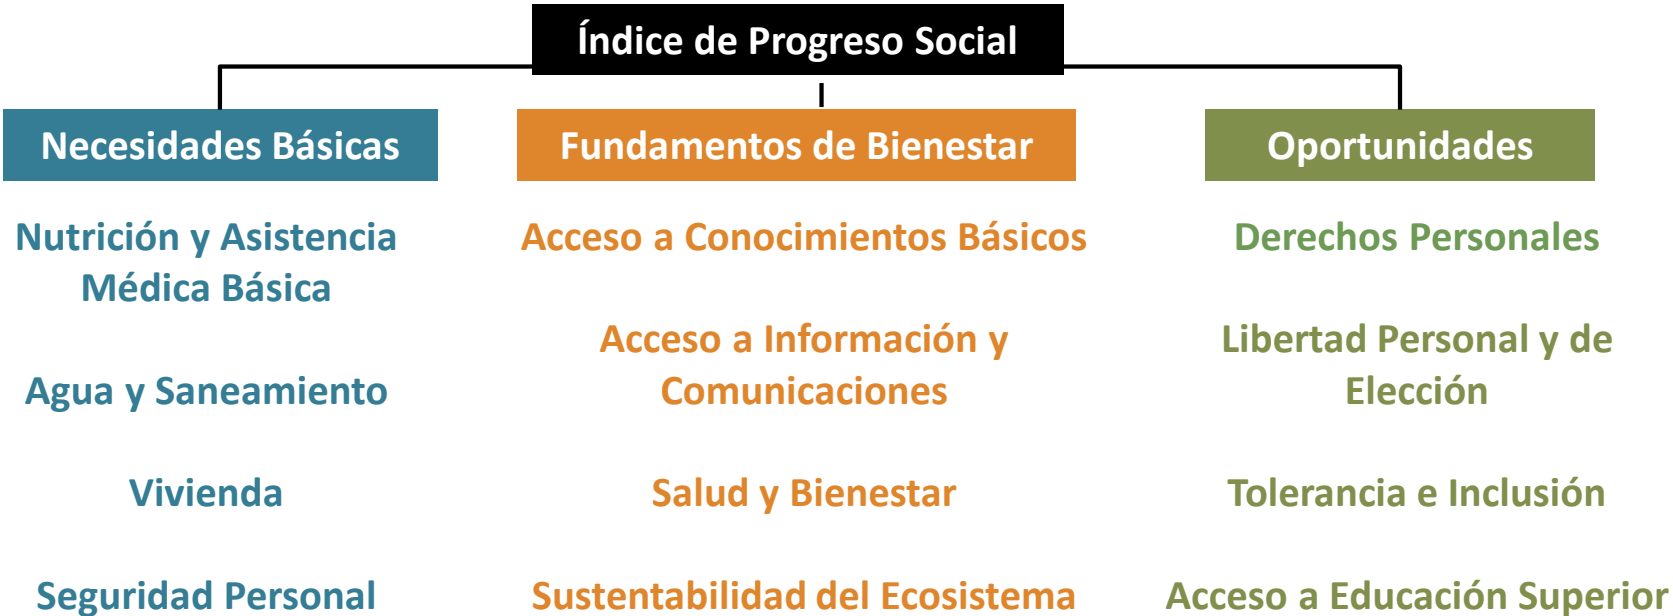 Índice de Progreso Social
Necesidades Básicas
Nutrición y Asistencia
Médica Básica
Agua y Saneamiento
Vivienda
Seguridad Personal
Fundamentos de Bienestar
Acceso a Conocimientos Básicos
Acceso a Información y
Comunicaciones
Salud y Bienestar
Sustentabilidad del Ecosistema
Oportunidades
Derechos Personales
Libertad Personal y de
Elección
Tolerancia e Inclusión
Acceso a Educación Superior